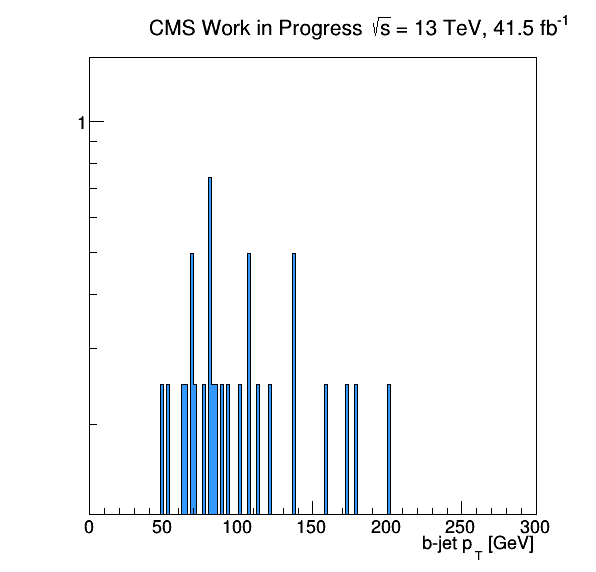 CMS Work in Progress √s = 13 TeV, 41.5 fb⁻¹
1
0 50 100 150 200 250 300
b-jet p_T [GeV]